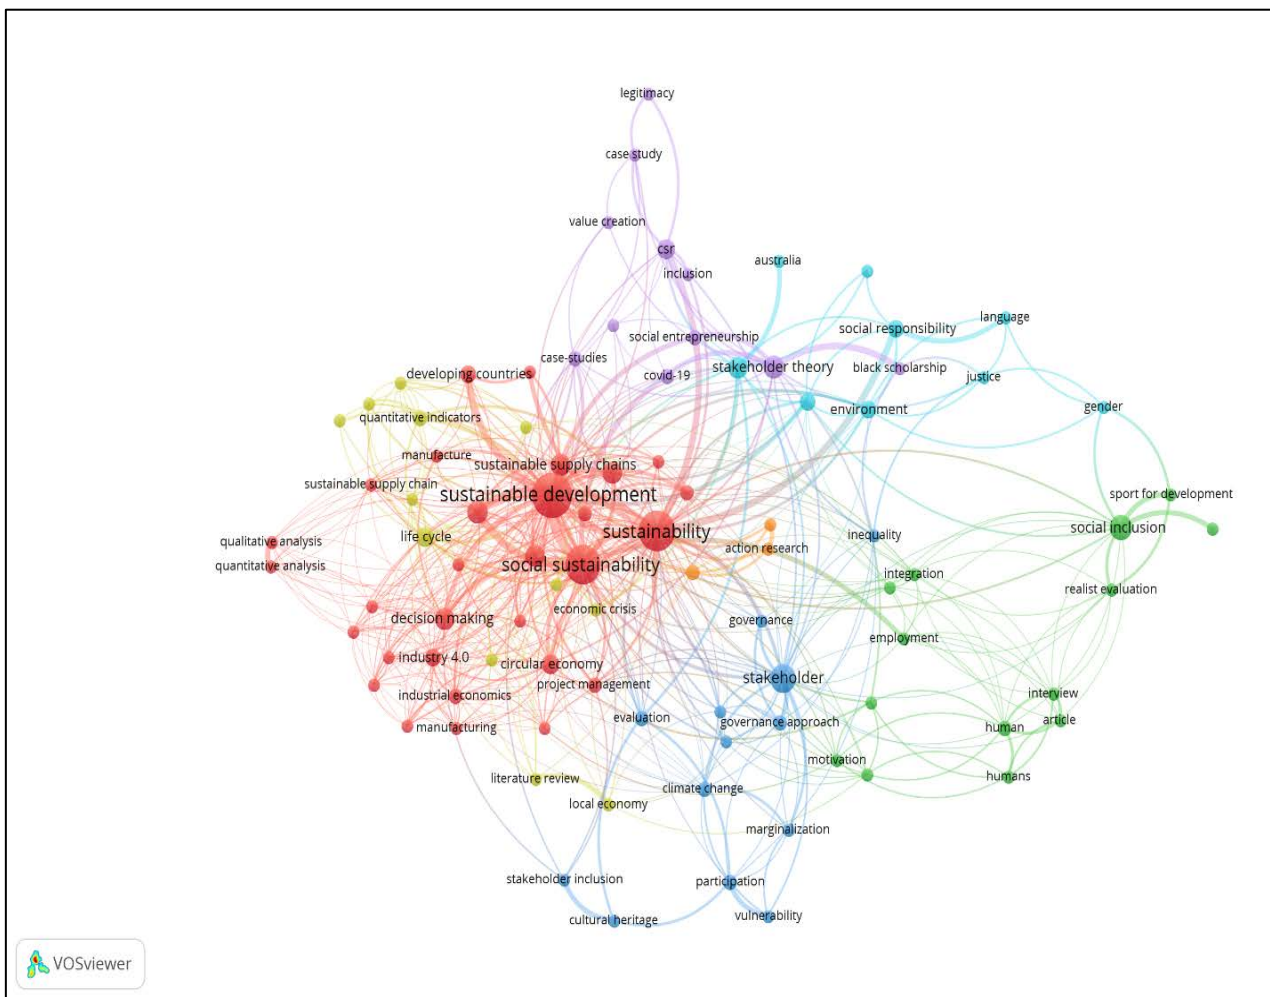 legitimacy
case study
value creation
csr
australia
inclusion
language
social responsibility
social entrepreneurship
case-studies
stakeholder theory
black scholarship
developing countries
covid-19
justice
quantitative indicators
environment
gender
manufacture
sustainable supply chains
sustainable supply chain
sustainable development
sport for development
social inclusion
sustainability
life cycle
qualitative analysis
action research
inequality
quantitative analysis
social sustainability
integration
realist evaluation
economic crisis
decision making
governance
employment
industry 4.0
circular economy
stakeholder
project management
industrial economics
interview
evaluation
governance approach
article
manufacturing
human
motivation
literature review
humans
climate change
local economy
marginalization
stakeholder inclusion
participation
cultural heritage
vulnerability
VOSviewer